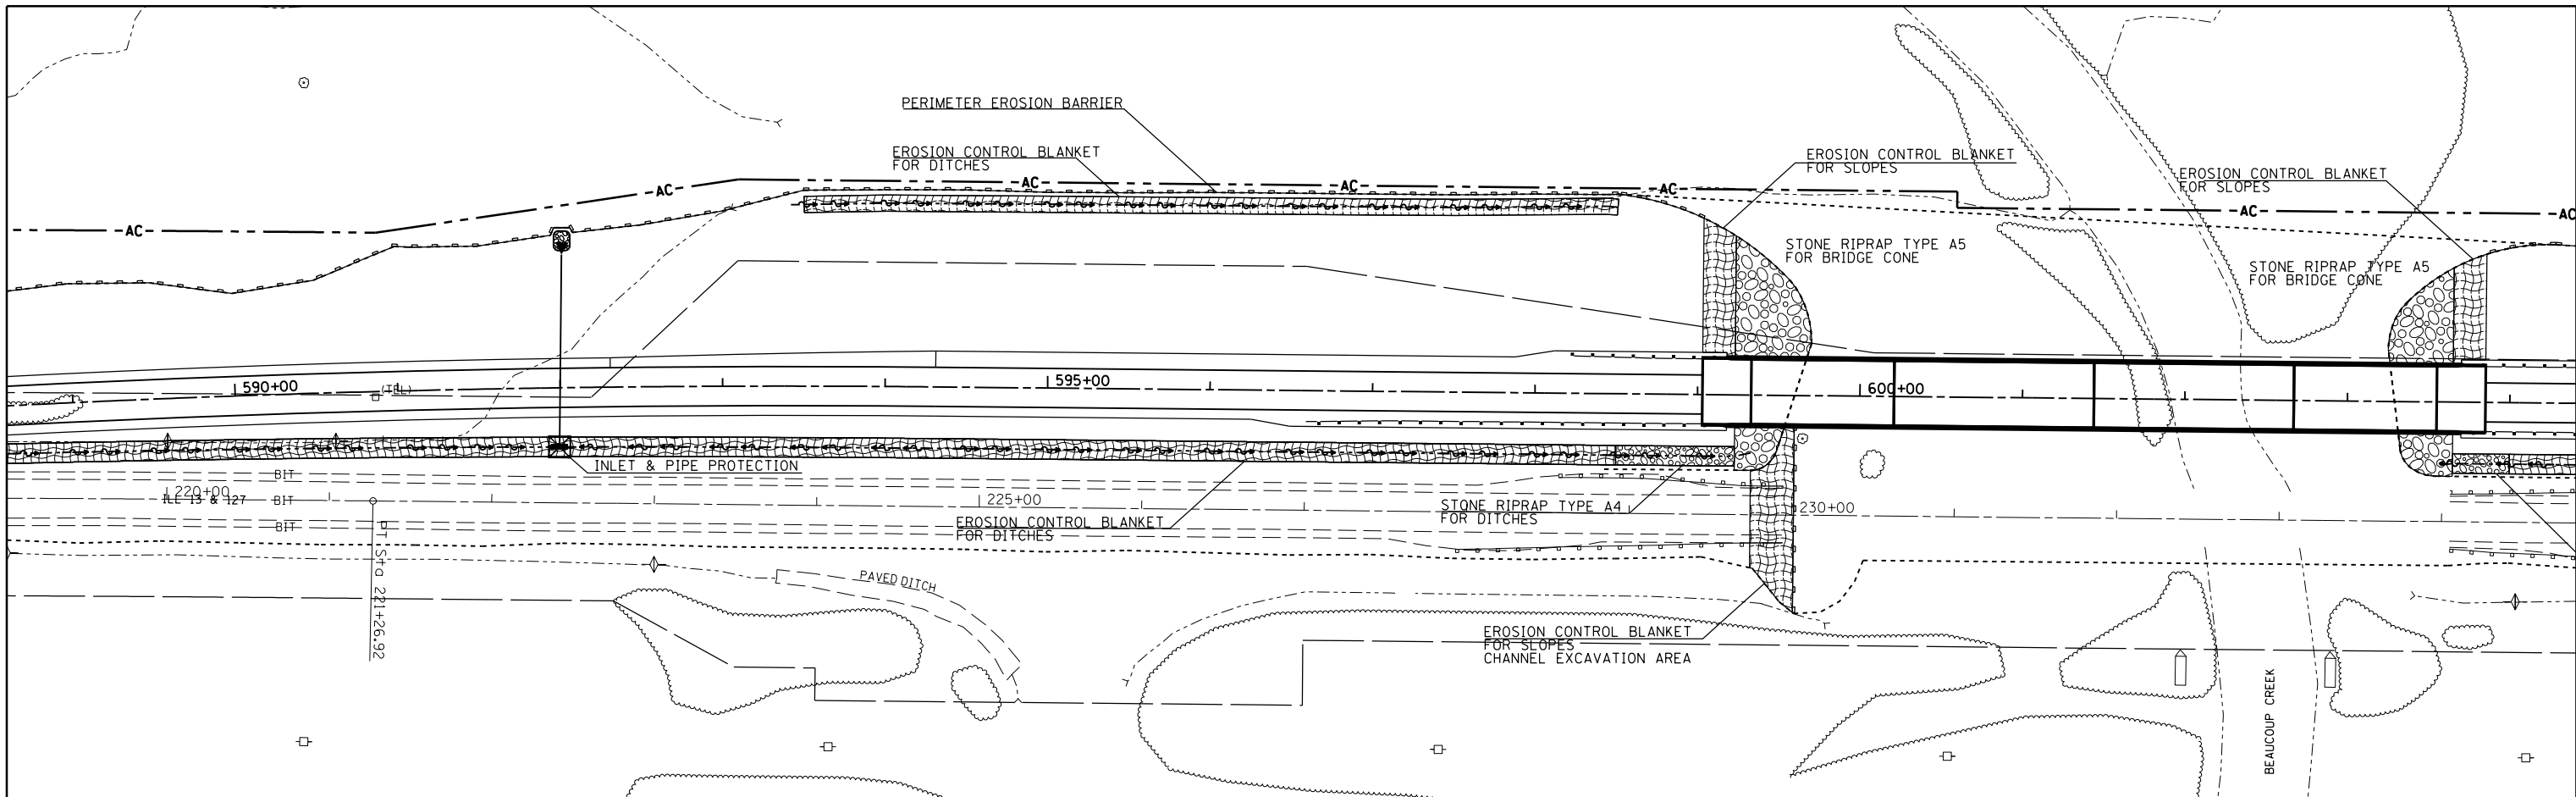 PERIMETER EROSION BARRIER
EROSION CONTROL BLANKET
FOR DITCHES
EROSION CONTROL BLANKET
FOR SLOPES
EROSION CONTROL BLANKET
FOR SLOPES
AC
AC
AC
AC
AC
AC
AC
STONE RIPRAP TYPE A5
FOR BRIDGE CONE
STONE RIPRAP TYPE A5
FOR BRIDGE CONE
590+00
(TEL)
595+00
600+00
INLET & PIPE PROTECTION
BIT
220+00
ILL 13 & 127
BIT
225+00
BIT
STONE RIPRAP TYPE A4
FOR DITCHES
230+00
EROSION CONTROL BLANKET
FOR DITCHES
PT Sta 221+26.92
PAVED DITCH
EROSION CONTROL BLANKET
FOR SLOPES
CHANNEL EXCAVATION AREA
BEAUCOUP CREEK